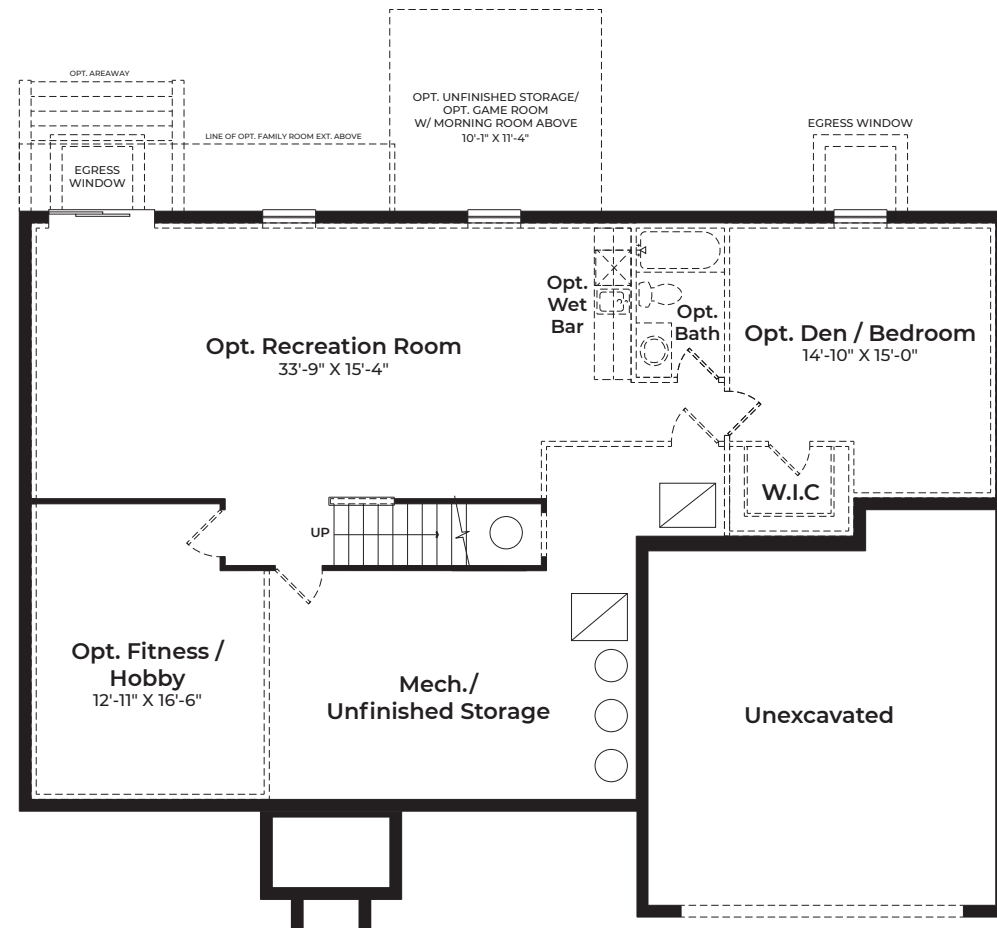 OPT. AREAWAY
OPT. UNFINISHED STORAGE/
OPT. GAME ROOM
W/ MORNING ROOM ABOVE
10'-1" X 11'-4"
EGRESS WINDOW
LINE OF OPT. FAMILY ROOM EXT. ABOVE
EGRESS
WINDOW
Opt.
Wet
Bar
Opt.
Bath
Opt. Den / Bedroom
14'-10" X 15'-0"
Opt. Recreation Room
33'-9" X 15'-4"
W.I.C
UP
Opt. Fitness /
Hobby
12'-11" X 16'-6"
Mech./
Unfinished Storage
Unexcavated